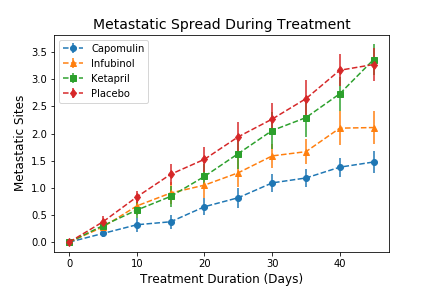 Metastatic Spread During Treatment
Capomulin
Infubinol
Ketapril
Placebo
Metastatic Sites
3.5
3.0
2.5
2.0
1.5
1.0
0.5
0.0
0 10 20 30 40
Treatment Duration (Days)